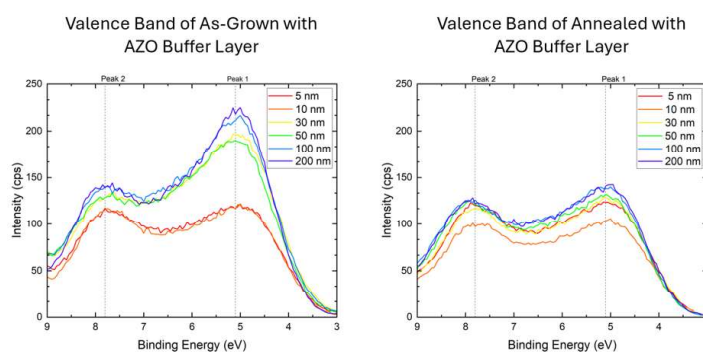 Valence Band of As-Grown with
AZO Buffer Layer
Peak 2
Peak 1
250
200
150
100
50
0
Intensity (cps)
5 nm
10 nm
30 nm
50 nm
100 nm
200 nm
9
8
7
6
5
4
3
Binding Energy (eV)
Valence Band of Annealed with
AZO Buffer Layer
Peak 2
Peak 1
250
200
150
100
50
0
Intensity (cps)
5 nm
10 nm
30 nm
50 nm
100 nm
200 nm
9
8
7
6
5
4
Binding Energy (eV)